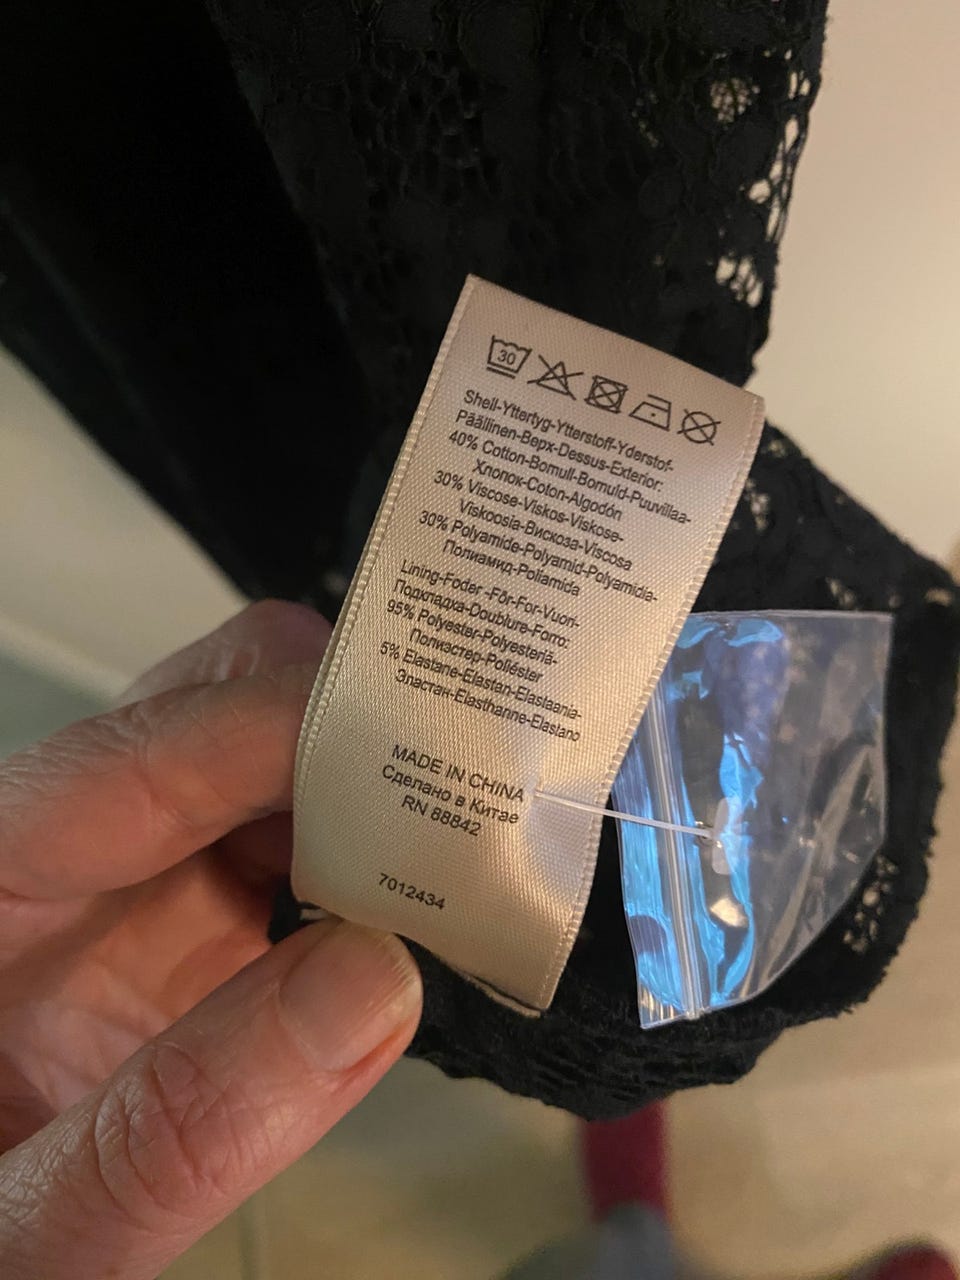 30
Shell-Yttertyg-Ytterstoff-Yderstof-
Päällinen-Верх-Dessus-Exterior:
40% Cotton-Bomull-Bomuld-Puuvillaa-
Хлопок-Coton-Algodón
30% Viscose-Viskos-Viskose-
Viskoosia-Вискоза-Viscosa
30% Polyamide-Polyamid-Polyamidia-
Полиамид-Poliamida
Lining-Foder -Fôr-For-Vuori-
Подкладка-Doublure-Forro:
95% Polyester-Polyesteriä-
Полиэстер-Poliéster
5% Elastane-Elastan-Elastaania-
Эластан-Elasthanne-Elastano
MADE IN CHINA
Сделано в Китае
RN 88842
7012434